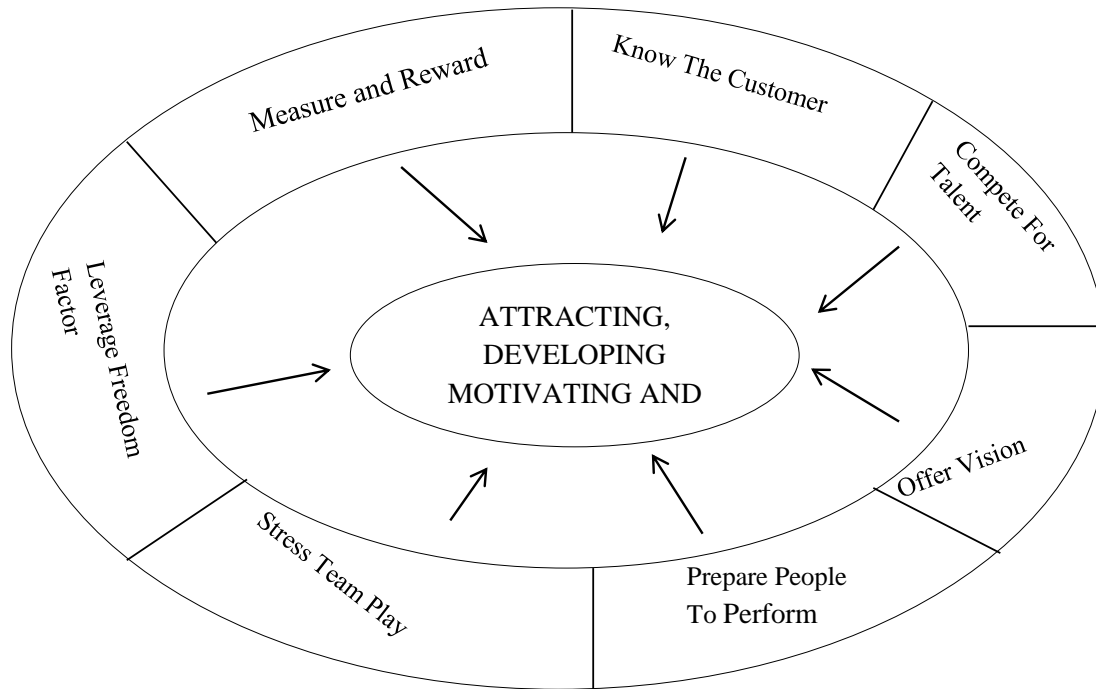 Measure and Reward
Know The Customer
Compete For
Talent
Leverage Freedom
Factor
ATTRACTING,
DEVELOPING
MOTIVATING AND
Offer Vision
Stress Team Play
Prepare People
To Perform